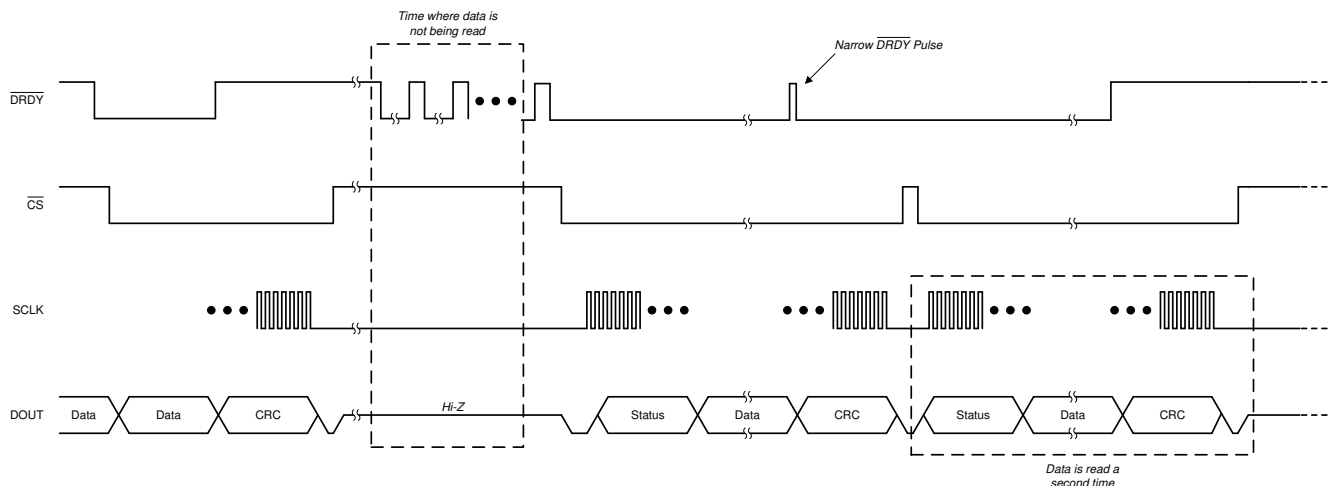 Time where data is
not being read
Narrow DRDY Pulse
DRDY
CS
SCLK
DOUT
Data
Data
CRC
Hi-Z
Status
Data
CRC
Status
Data
CRC
Data is read a
second time